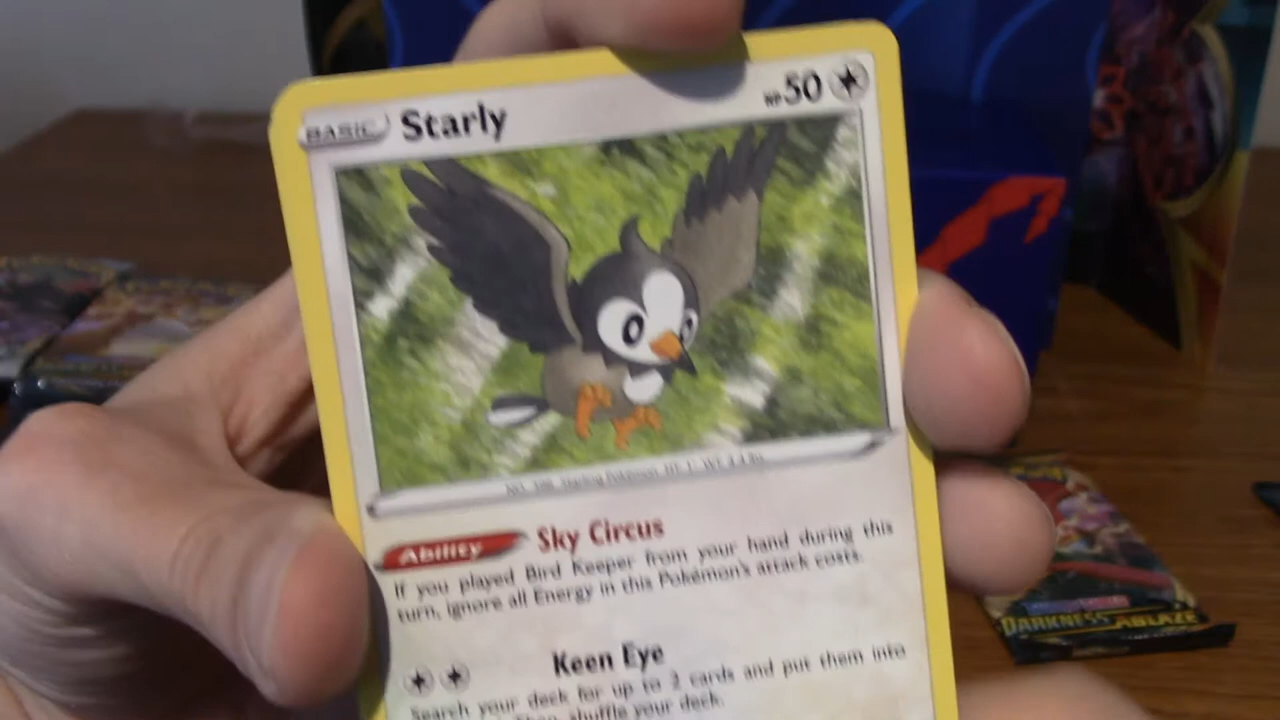 BASIC Starly HP 50
Ability Sky Circus
If you played Bird Keeper from your hand during this
turn, ignore all Energy in this Pokémon's attack costs.
Keen Eye
Search your deck for up to 2 cards and put them into
Then, shuffle your deck.
DARKNESS ABLAZE